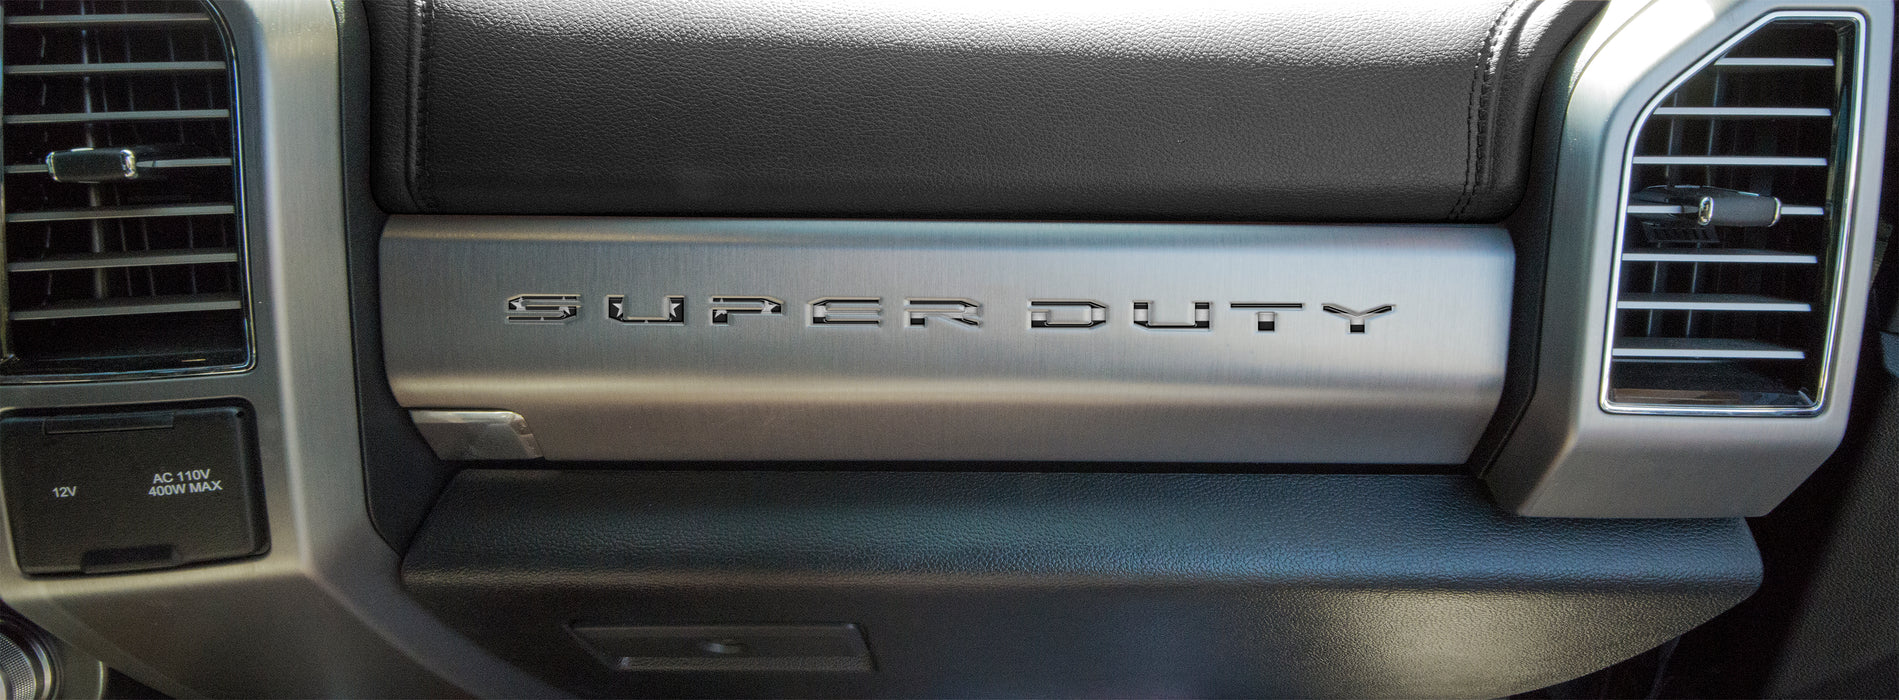 SUPER DUTY
12V
AC 110V
400W MAX